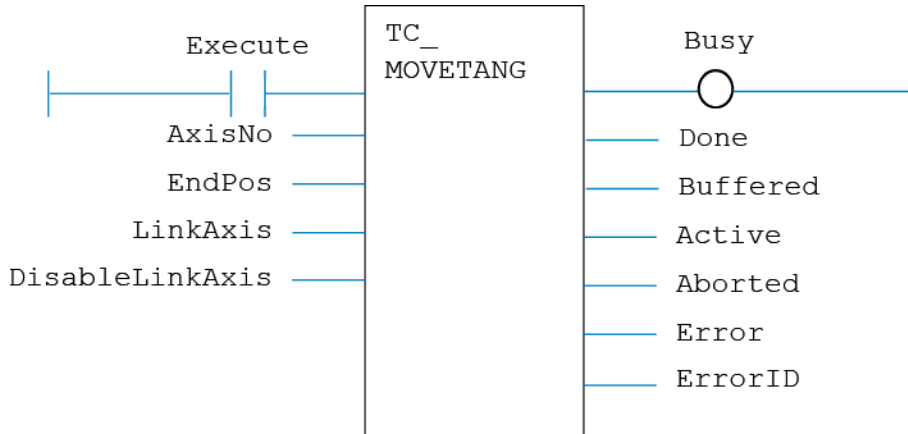 Execute
AxisNo
EndPos
LinkAxis
DisableLinkAxis
TC_
MOVETANG
Busy
Done
Buffered
Active
Aborted
Error
ErrorID